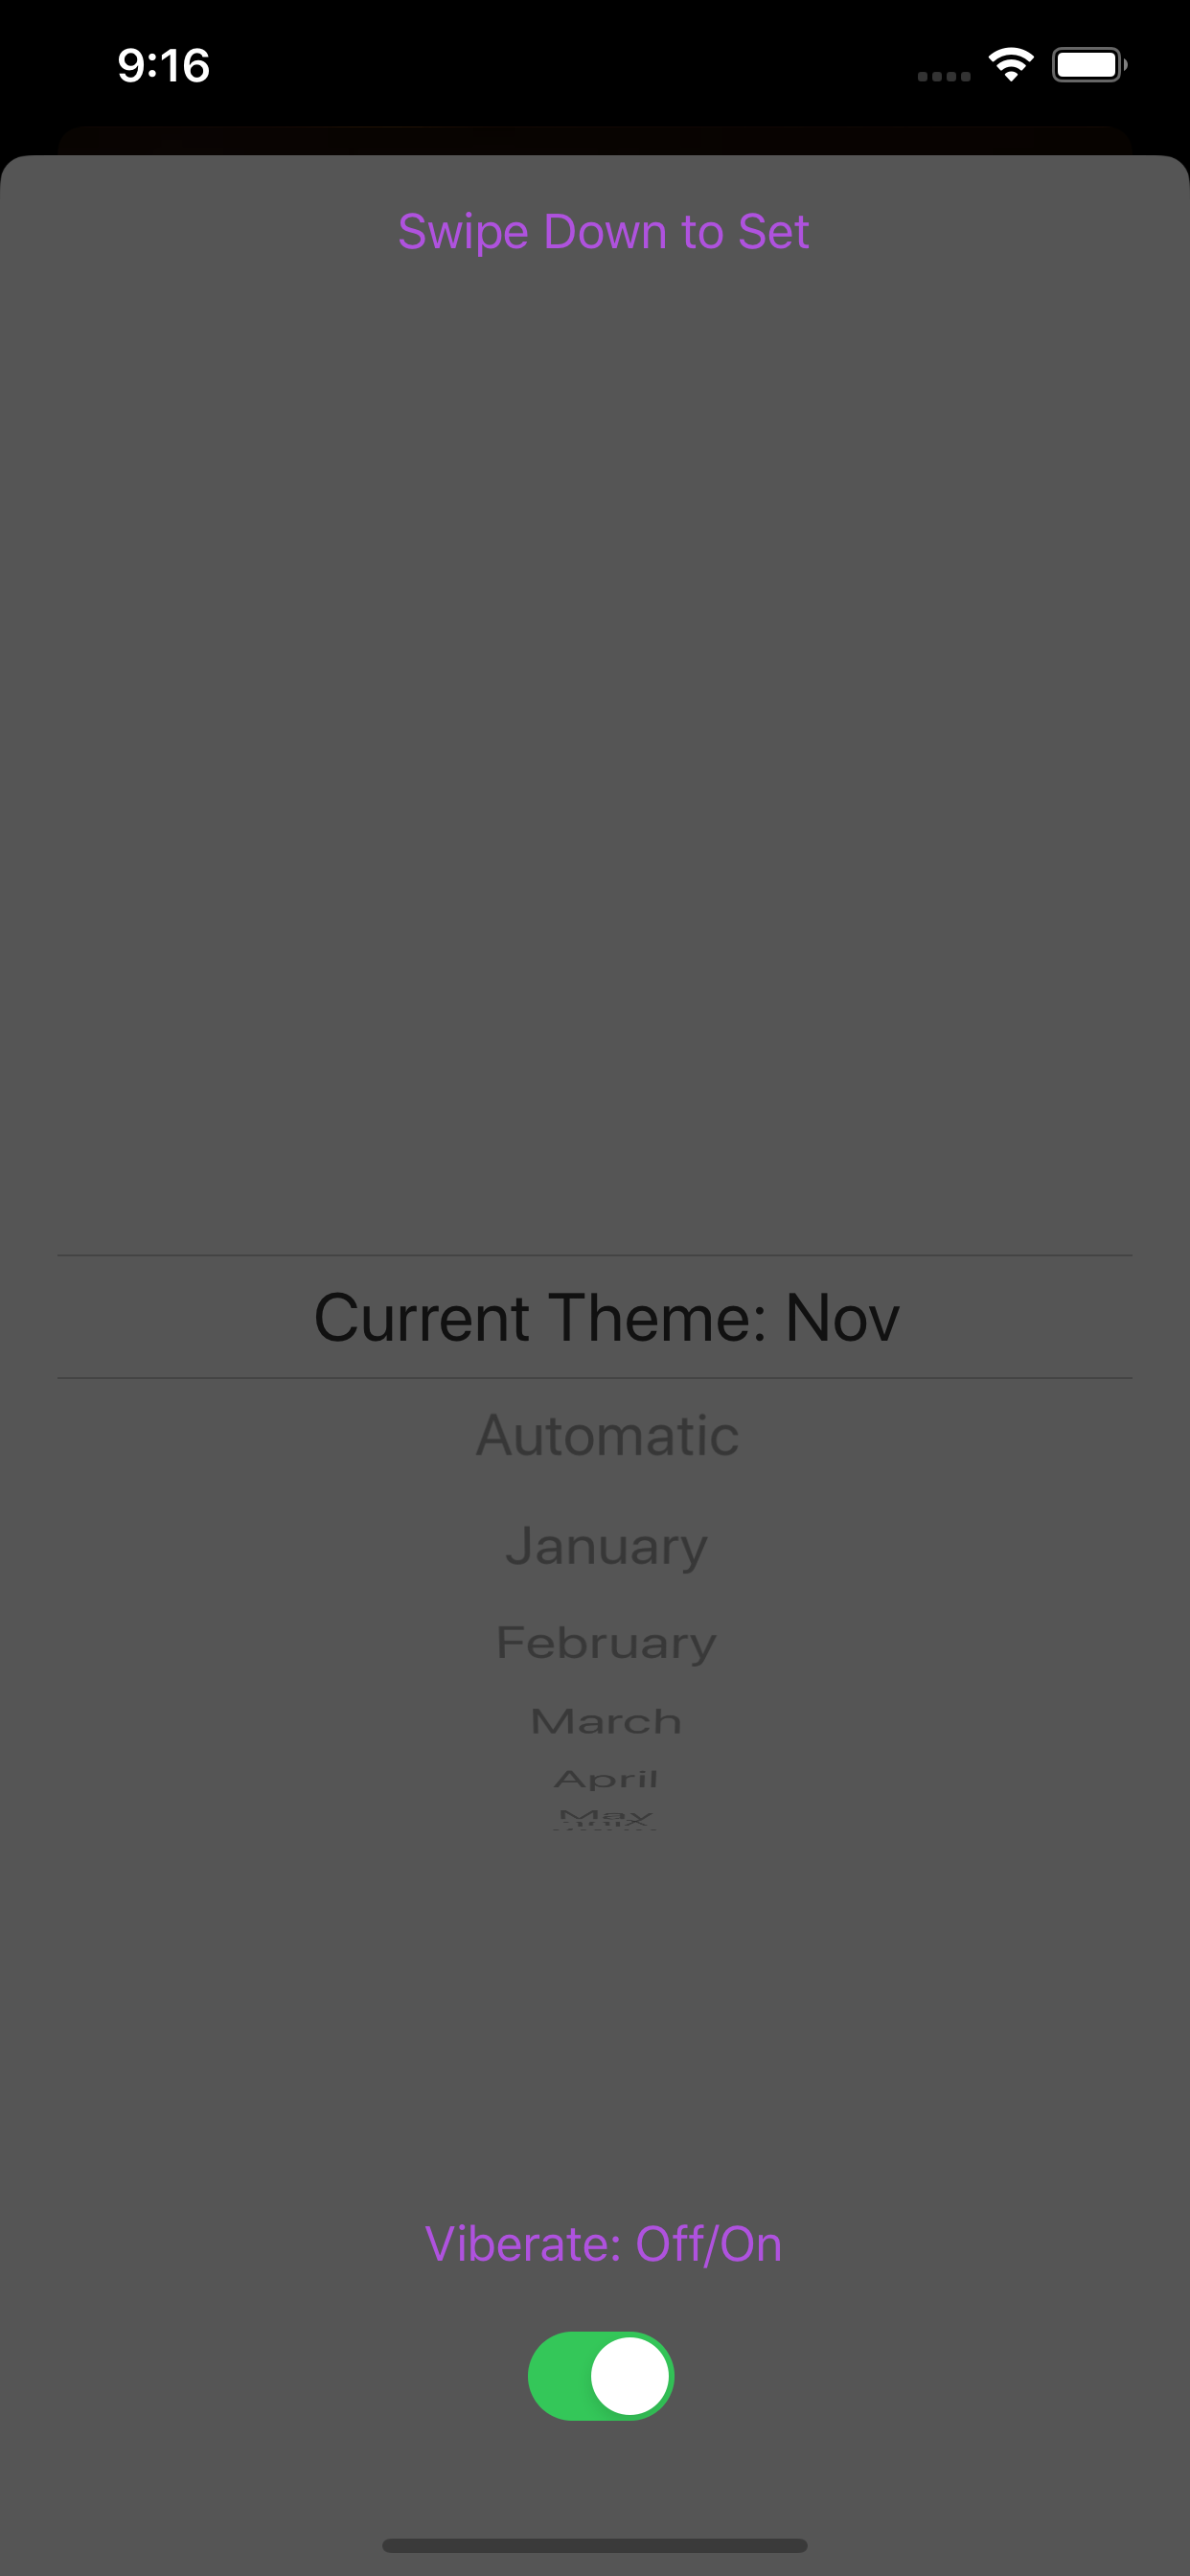 9:16
Swipe Down to Set
Current Theme: Nov
Automatic
January
February
March
April
May
Viberate: Off/On